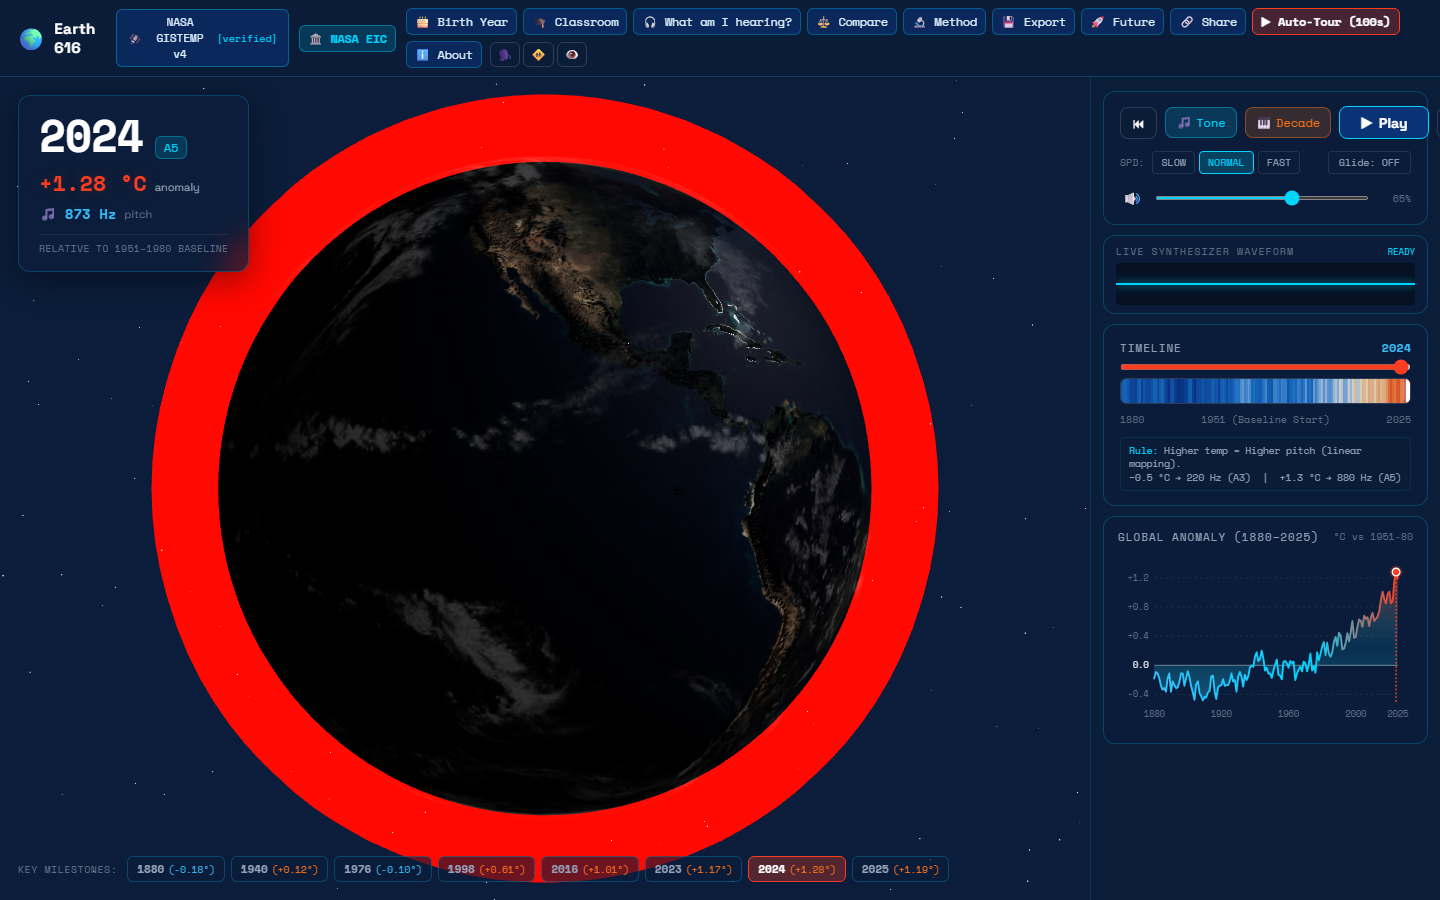 Earth
616
NASA
GISTEMP
v4
[verified]
NASA EIC
Birth Year
Classroom
What am I hearing?
Compare
Method
Export
Future
Share
▶ Auto-Tour (100s)
About
2024
A5
+1.28 °C anomaly
873 Hz pitch
RELATIVE TO 1951–1980 BASELINE
Tone
Decade
▶ Play
SPD:
SLOW
NORMAL
FAST
Glide: OFF
65%
LIVE SYNTHESIZER WAVEFORM
READY
TIMELINE
2024
1880
1951 (Baseline Start)
2025
Rule: Higher temp = Higher pitch (linear
mapping).
−0.5 °C → 220 Hz (A3) | +1.3 °C → 880 Hz (A5)
GLOBAL ANOMALY (1880–2025)
°C vs 1951-80
+1.2
+0.8
+0.4
0.0
-0.4
1880
1920
1960
2000
2025
KEY MILESTONES:
1880 (-0.18°)
1940 (+0.12°)
1976 (-0.10°)
1998 (+0.61°)
2016 (+1.01°)
2023 (+1.17°)
2024 (+1.28°)
2025 (+1.19°)